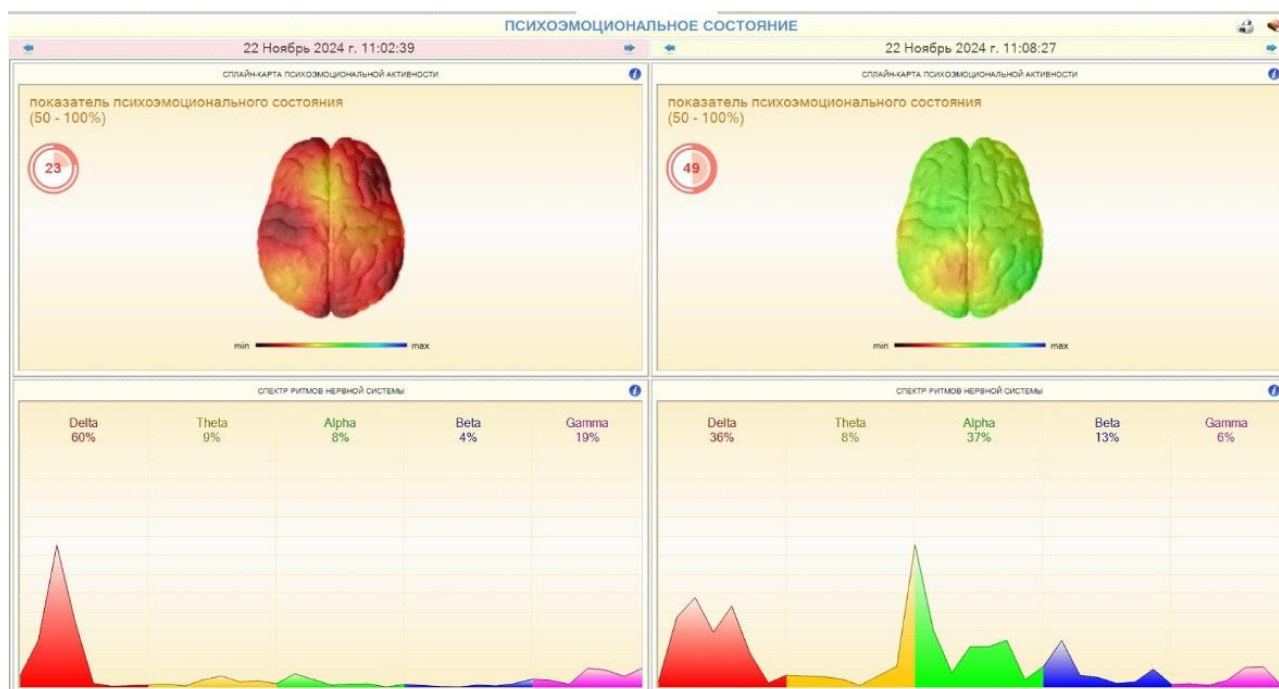 ПСИХОЭМОЦИОНАЛЬНОЕ СОСТОЯНИЕ
22 Ноябрь 2024 г. 11:02:39
СПЛАЙН-КАРТА ПСИХОЭМОЦИОНАЛЬНОЙ АКТИВНОСТИ
показатель психоэмоционального состояния
(50 - 100%)
23
min max
СПЕКТР РИТМОВ НЕРВНОЙ СИСТЕМЫ
Delta Theta Alpha Beta Gamma
60% 9% 8% 4% 19%
22 Ноябрь 2024 г. 11:08:27
СПЛАЙН-КАРТА ПСИХОЭМОЦИОНАЛЬНОЙ АКТИВНОСТИ
показатель психоэмоционального состояния
(50 - 100%)
49
min max
СПЕКТР РИТМОВ НЕРВНОЙ СИСТЕМЫ
Delta Theta Alpha Beta Gamma
36% 8% 37% 13% 6%